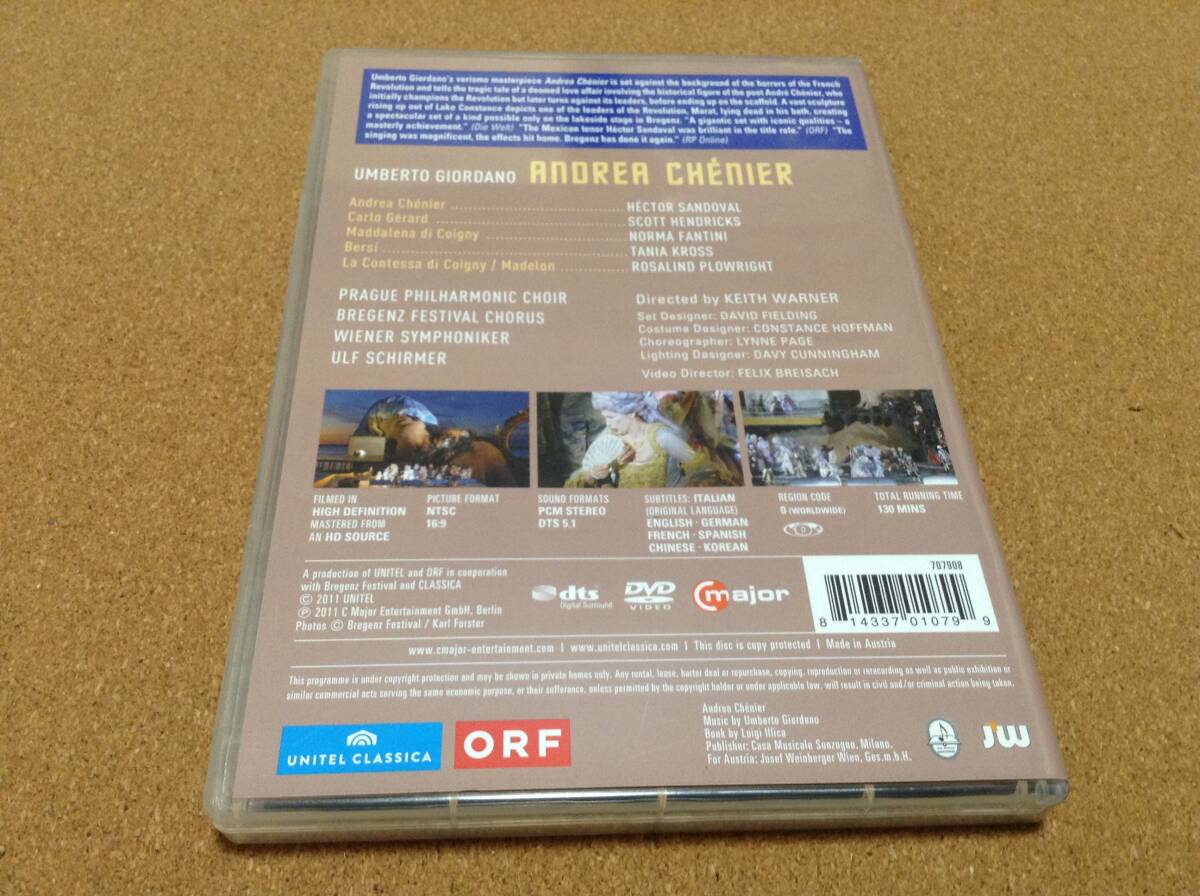 Umberto Giordano's verismo masterpiece Andrea Chénier is set against the background of the horrors of the French
Revolution and tells the tragic tale of a doomed love affair involving the historical figure of the poet André Chénier, who
initially champions the Revolution but later turns against its leaders, before ending up on the scaffold. A vast sculpture
rising up out of Lake Constance depicts one of the leaders of the Revolution, Marat, lying dead in his bath, creating
a spectacular set of a kind possible only on the lakeside stage in Bregenz. "A gigantic set with iconic qualities – a
masterly achievement." (Die Welt) "The Mexican tenor Héctor Sandoval was brilliant in the title role." (ORF) "The
singing was magnificent, the effects hit home. Bregenz has done it again." (RP Online)
UMBERTO GIORDANO ANDREA CHÉNIER
Andrea Chénier ........ HÉCTOR SANDOVAL
Carlo Gérard ........ SCOTT HENDRICKS
Maddalena di Coigny ........ NORMA FANTINI
Bersi ........ TANIA KROSS
La Contessa di Coigny / Madelon ........ ROSALIND PLOWRIGHT
PRAGUE PHILHARMONIC CHOIR
BREGENZ FESTIVAL CHORUS
WIENER SYMPHONIKER
ULF SCHIRMER
Directed by KEITH WARNER
Set Designer: DAVID FIELDING
Costume Designer: CONSTANCE HOFFMAN
Choreographer: LYNNE PAGE
Lighting Designer: DAVY CUNNINGHAM
Video Director: FELIX BREISACH
FILMED IN
HIGH DEFINITION
MASTERED FROM
AN HD SOURCE
PICTURE FORMAT
NTSC
16:9
SOUND FORMATS
PCM STEREO
DTS 5.1
SUBTITLES: ITALIAN
(ORIGINAL LANGUAGE)
ENGLISH · GERMAN
FRENCH · SPANISH
CHINESE · KOREAN
REGION CODE
0 (WORLDWIDE)
0
TOTAL RUNNING TIME
130 MINS
A production of UNITEL and ORF in cooperation
with Bregenz Festival and CLASSICA
© 2011 UNITEL
℗ 2011 C Major Entertainment GmbH, Berlin
Photos © Bregenz Festival / Karl Forster
dts
Digital Surround
DVD
VIDEO
C major
707908
8 14337 01079 9
www.cmajor-entertainment.com | www.unitelclassica.com | This disc is copy protected | Made in Austria
This programme is under copyright protection and may be shown in private homes only. Any rental, lease, barter deal or repurchase, copying, reproduction or rerecording as well as public exhibition or
similar commercial acts serving the same economic purpose, or their sufferance, unless permitted by the copyright holder or under applicable law, will result in civil and/or criminal action being taken.
UNITEL CLASSICA
ORF
Andrea Chénier
Music by Umberto Giordano
Book by Luigi Illica
Publisher: Casa Musicale Sonzogno, Milano.
For Austria: Josef Weinberger Wien, Ges.m.b.H.
JW